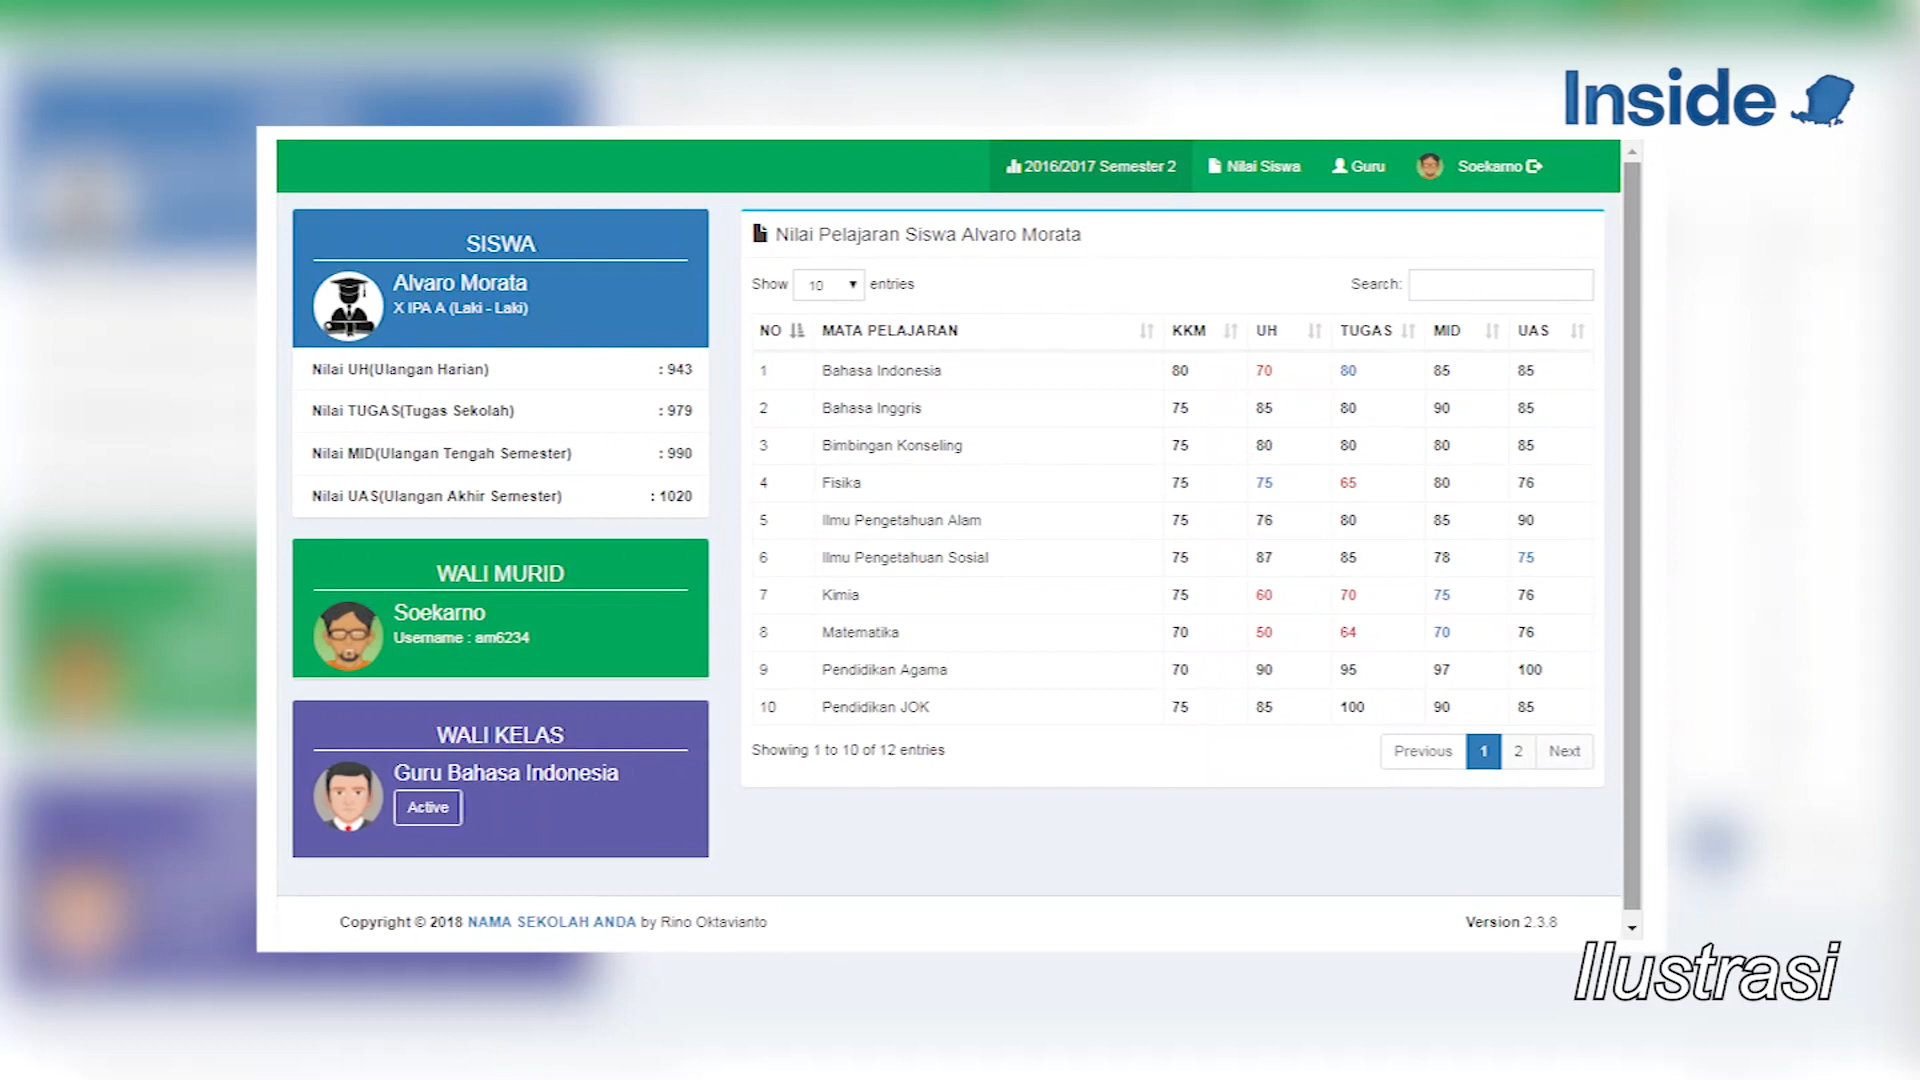 Inside
2016/2017 Semester 2 Nilai Siswa Guru Soekarno
SISWA
Alvaro Morata
X IPA A (Laki - Laki)
Nilai UH(Ulangan Harian) : 943
Nilai TUGAS(Tugas Sekolah) : 979
Nilai MID(Ulangan Tengah Semester) : 990
Nilai UAS(Ulangan Akhir Semester) : 1020
WALI MURID
Soekarno
Username : am6234
WALI KELAS
Guru Bahasa Indonesia
Active
Nilai Pelajaran Siswa Alvaro Morata
Show 10 entries Search:
NO MATA PELAJARAN KKM UH TUGAS MID UAS
1 Bahasa Indonesia 80 70 80 85 85
2 Bahasa Inggris 75 85 80 90 85
3 Bimbingan Konseling 75 80 80 80 85
4 Fisika 75 75 65 80 76
5 Ilmu Pengetahuan Alam 75 76 80 85 90
6 Ilmu Pengetahuan Sosial 75 87 85 78 75
7 Kimia 75 60 70 75 76
8 Matematika 70 50 64 70 76
9 Pendidikan Agama 70 90 95 97 100
10 Pendidikan JOK 75 85 100 90 85
Showing 1 to 10 of 12 entries Previous 1 2 Next
Copyright © 2018 NAMA SEKOLAH ANDA by Rino Oktavianto Version 2.3.8
Ilustrasi